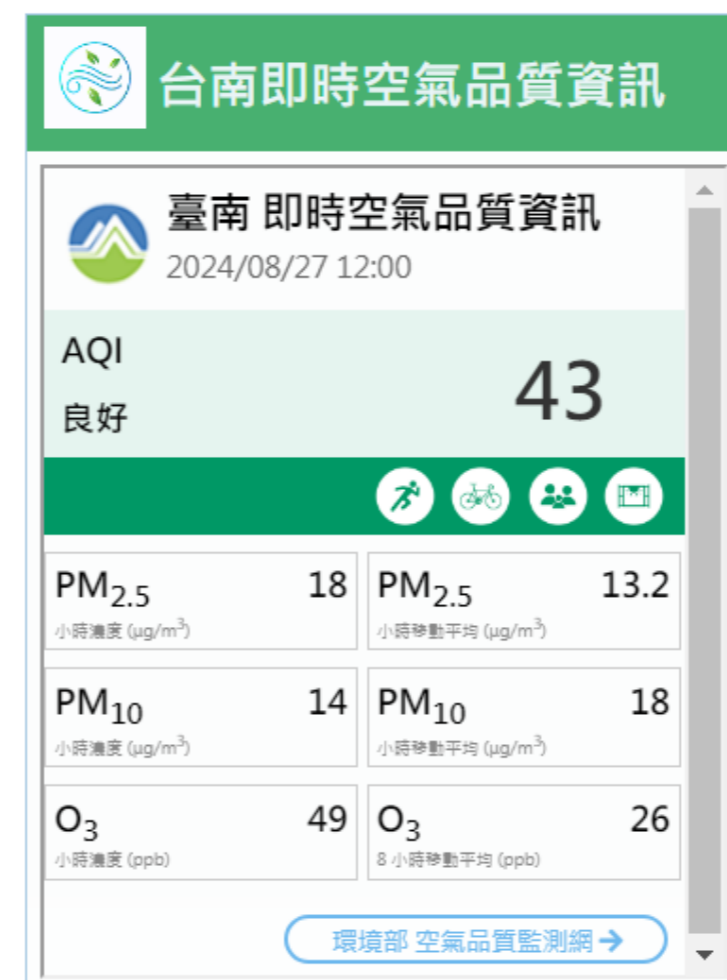 台南即時空氣品質資訊
臺南 即時空氣品質資訊
2024/08/27 12:00
AQI
43
良好
PM2.5 18
小時濃度 (μg/m3)
PM2.5 13.2
小時移動平均 (μg/m3)
PM10 14
小時濃度 (μg/m3)
PM10 18
小時移動平均 (μg/m3)
O3 49
小時濃度 (ppb)
O3 26
8 小時移動平均 (ppb)
環境部 空氣品質監測網